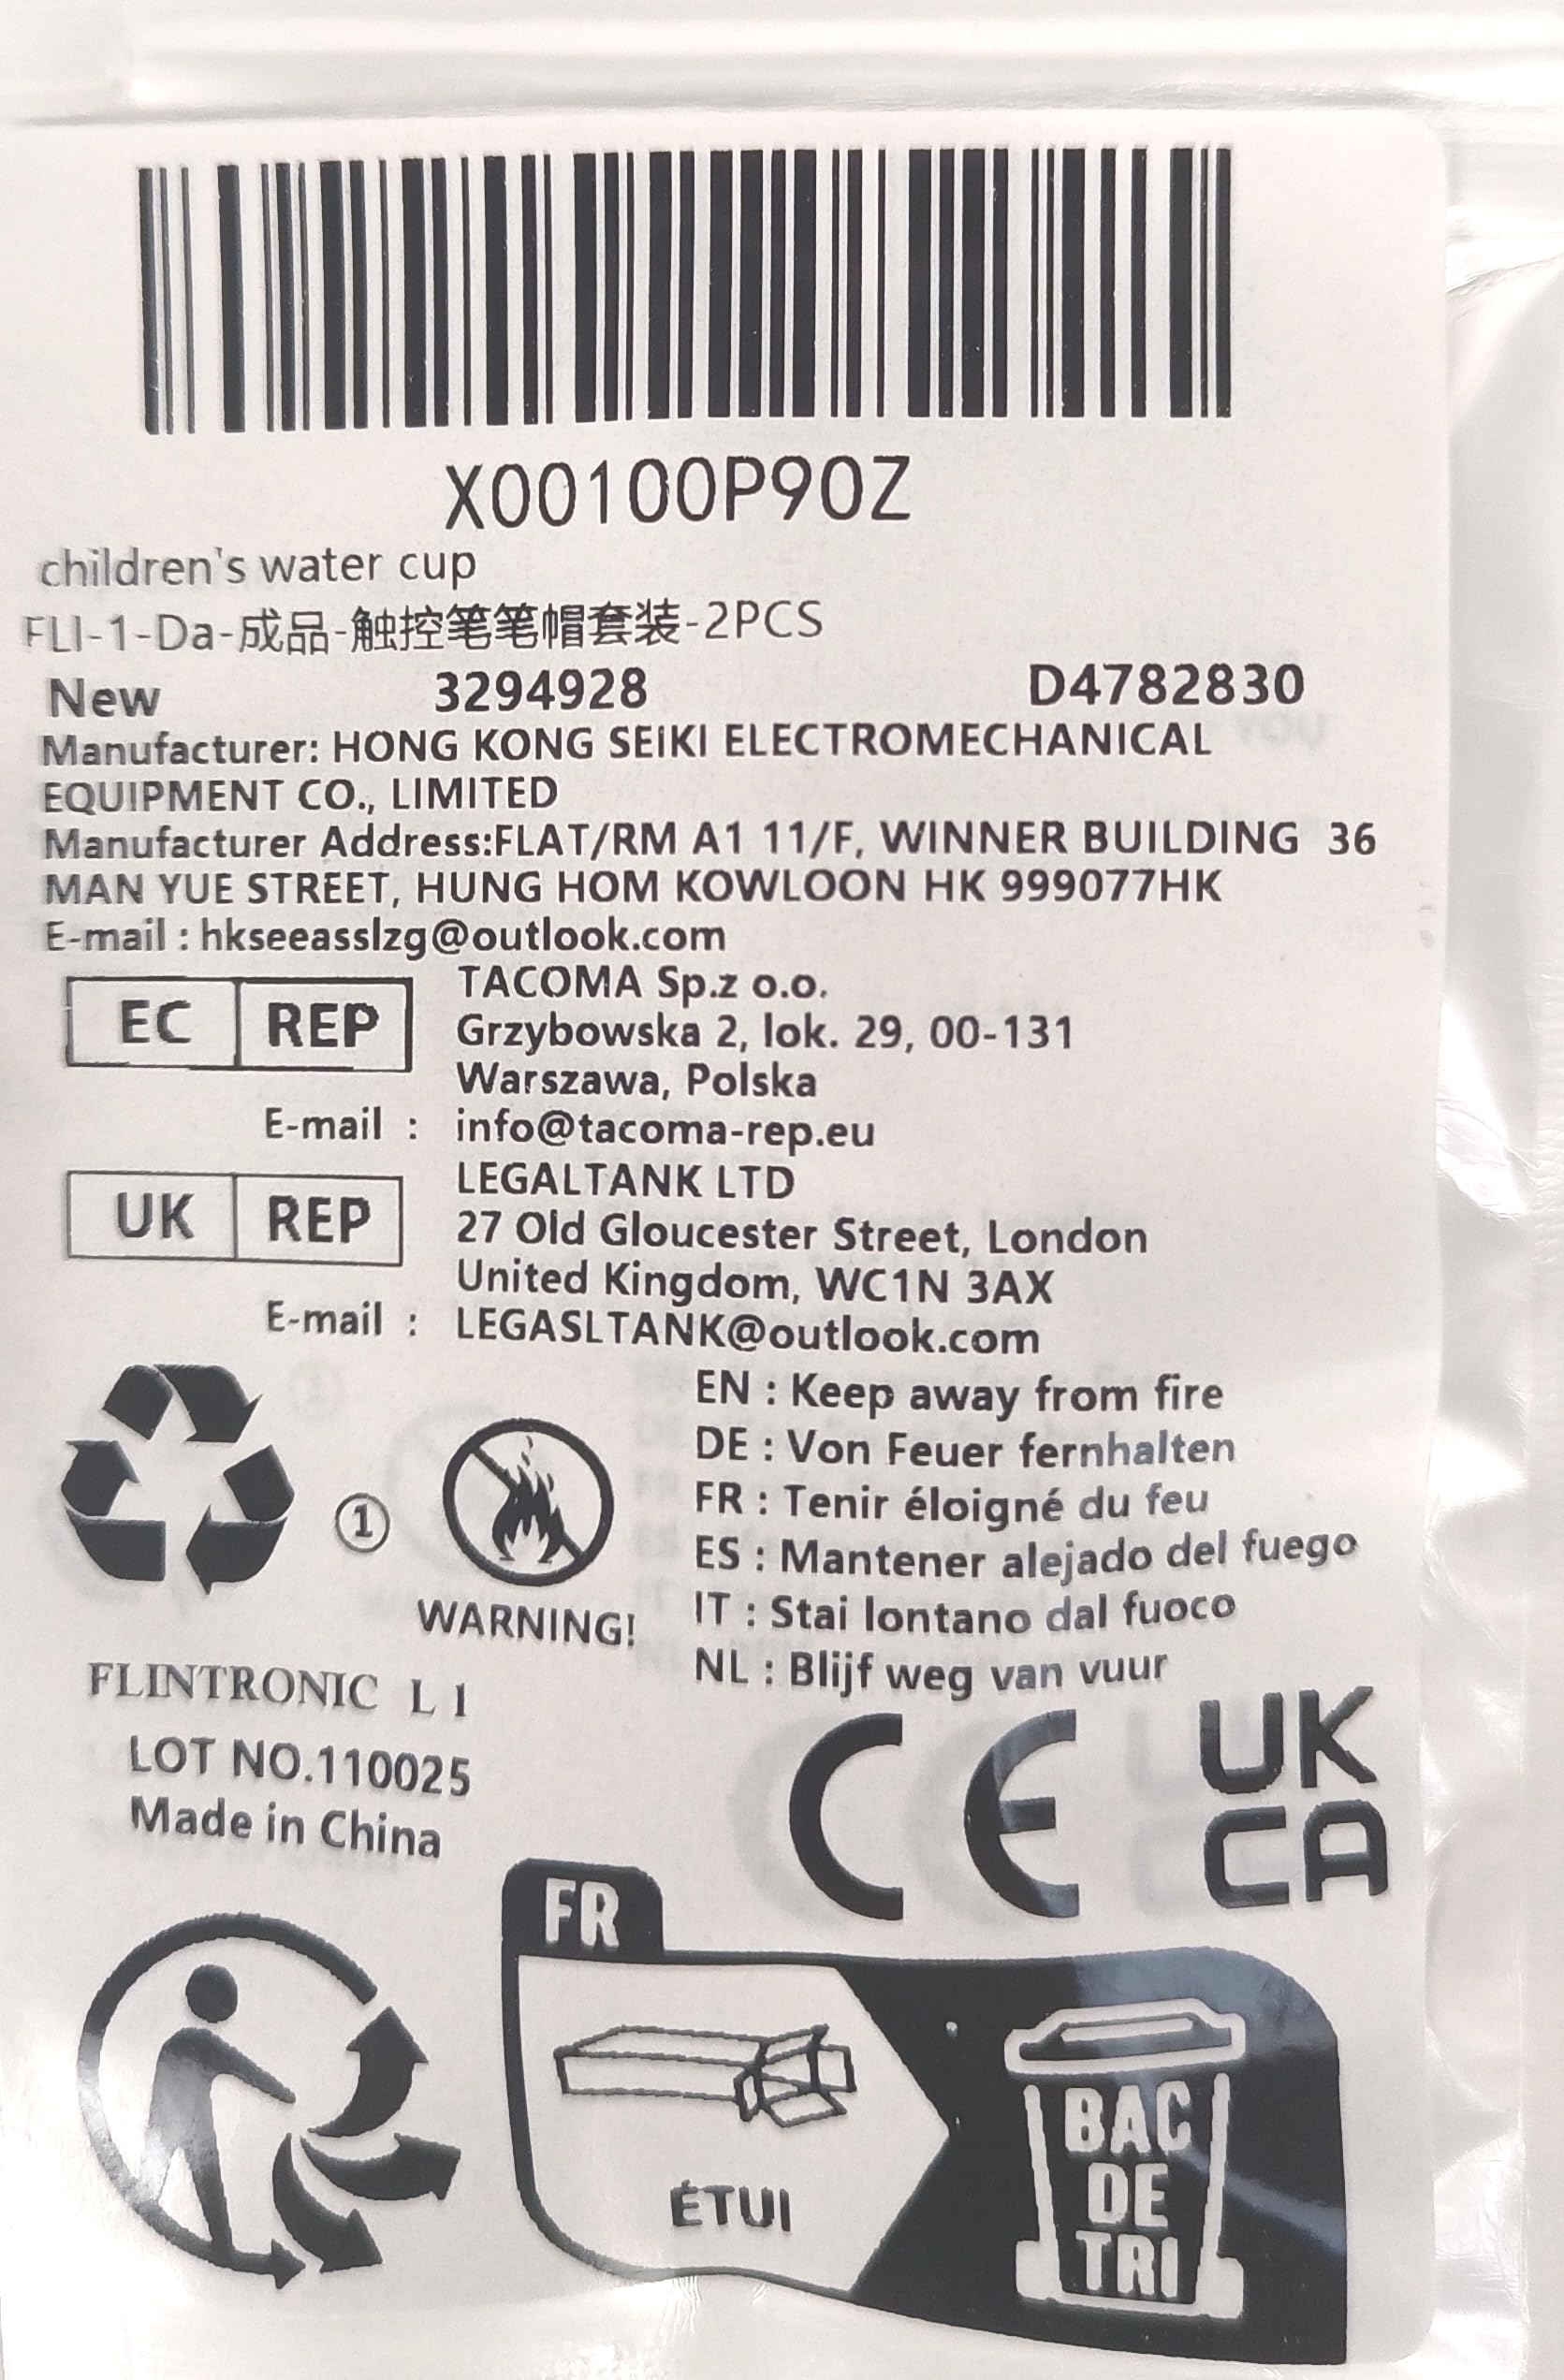 X00100P90Z
children's water cup
FLI-1-Da-成品-触控笔笔帽套装-2PCS
New 3294928 D4782830
Manufacturer: HONG KONG SEIKI ELECTROMECHANICAL
EQUIPMENT CO., LIMITED
Manufacturer Address:FLAT/RM A1 11/F, WINNER BUILDING 36
MAN YUE STREET, HUNG HOM KOWLOON HK 999077HK
E-mail : hkseeasslzg@outlook.com
EC REP
TACOMA Sp.z o.o.
Grzybowska 2, lok. 29, 00-131
Warszawa, Polska
E-mail : info@tacoma-rep.eu
UK REP
LEGALTANK LTD
27 Old Gloucester Street, London
United Kingdom, WC1N 3AX
E-mail : LEGASLTANK@outlook.com
EN : Keep away from fire
DE : Von Feuer fernhalten
FR : Tenir éloigné du feu
ES : Mantener alejado del fuego
IT : Stai lontano dal fuoco
NL : Blijf weg van vuur
①
WARNING!
FLINTRONIC L 1
LOT NO.110025
Made in China
CE
UK
CA
FR
ÉTUI
BAC
DE
TRI